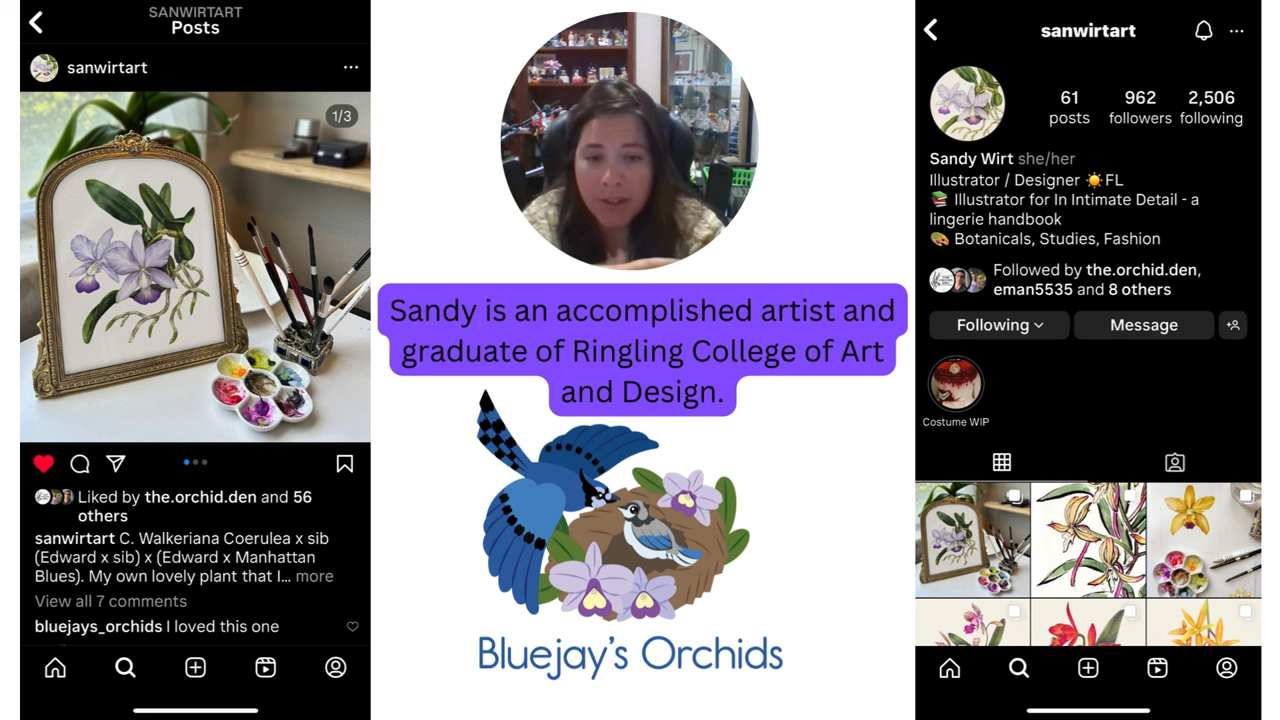 SANWIRTART
Posts
sanwirtart
1/3
Liked by the.orchid.den and 56
others
sanwirtart C. Walkeriana Coerulea x sib
(Edward x sib) x (Edward x Manhattan
Blues). My own lovely plant that I... more
View all 7 comments
bluejays_orchids I loved this one
Sandy is an accomplished artist and
graduate of Ringling College of Art
and Design.
Bluejay's Orchids
sanwirtart
61
posts
962
followers
2,506
following
Sandy Wirt she/her
Illustrator / Designer ☀️FL
📚 Illustrator for In Intimate Detail - a
lingerie handbook
🎨 Botanicals, Studies, Fashion
Followed by the.orchid.den,
eman5535 and 8 others
Following
Message
Costume WIP